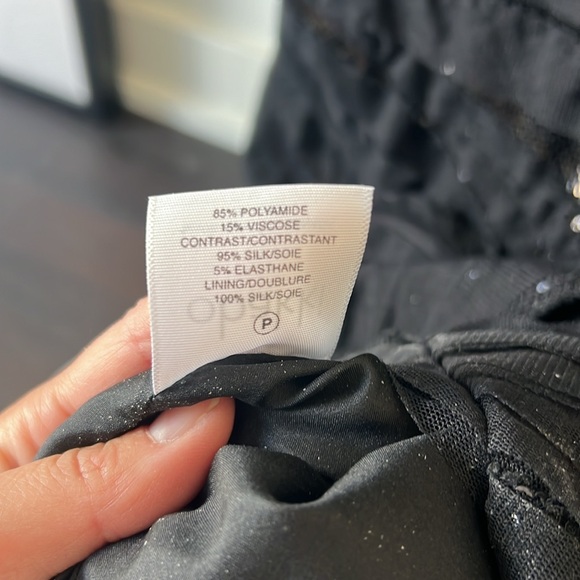 85% POLYAMIDE
15% VISCOSE
CONTRAST/CONTRASTANT
95% SILK/SOIE
5% ELASTHANE
LINING/DOUBLURE
100% SILK/SOIE
P